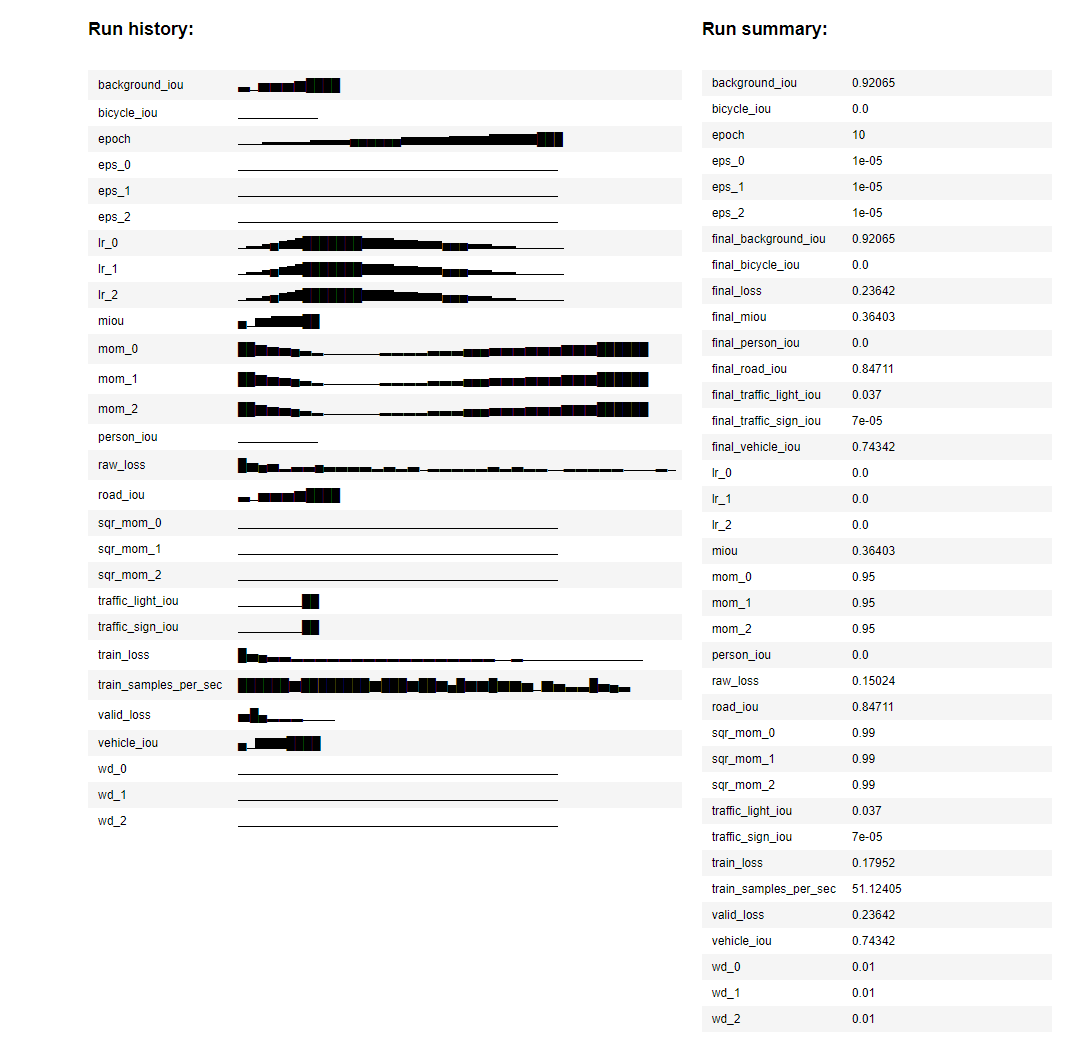 Run history:
background_iou
bicycle_iou
epoch
eps_0
eps_1
eps_2
lr_0
lr_1
lr_2
miou
mom_0
mom_1
mom_2
person_iou
raw_loss
road_iou
sqr_mom_0
sqr_mom_1
sqr_mom_2
traffic_light_iou
traffic_sign_iou
train_loss
train_samples_per_sec
valid_loss
vehicle_iou
wd_0
wd_1
wd_2
Run summary:
background_iou 0.92065
bicycle_iou 0.0
epoch 10
eps_0 1e-05
eps_1 1e-05
eps_2 1e-05
final_background_iou 0.92065
final_bicycle_iou 0.0
final_loss 0.23642
final_miou 0.36403
final_person_iou 0.0
final_road_iou 0.84711
final_traffic_light_iou 0.037
final_traffic_sign_iou 7e-05
final_vehicle_iou 0.74342
lr_0 0.0
lr_1 0.0
lr_2 0.0
miou 0.36403
mom_0 0.95
mom_1 0.95
mom_2 0.95
person_iou 0.0
raw_loss 0.15024
road_iou 0.84711
sqr_mom_0 0.99
sqr_mom_1 0.99
sqr_mom_2 0.99
traffic_light_iou 0.037
traffic_sign_iou 7e-05
train_loss 0.17952
train_samples_per_sec 51.12405
valid_loss 0.23642
vehicle_iou 0.74342
wd_0 0.01
wd_1 0.01
wd_2 0.01